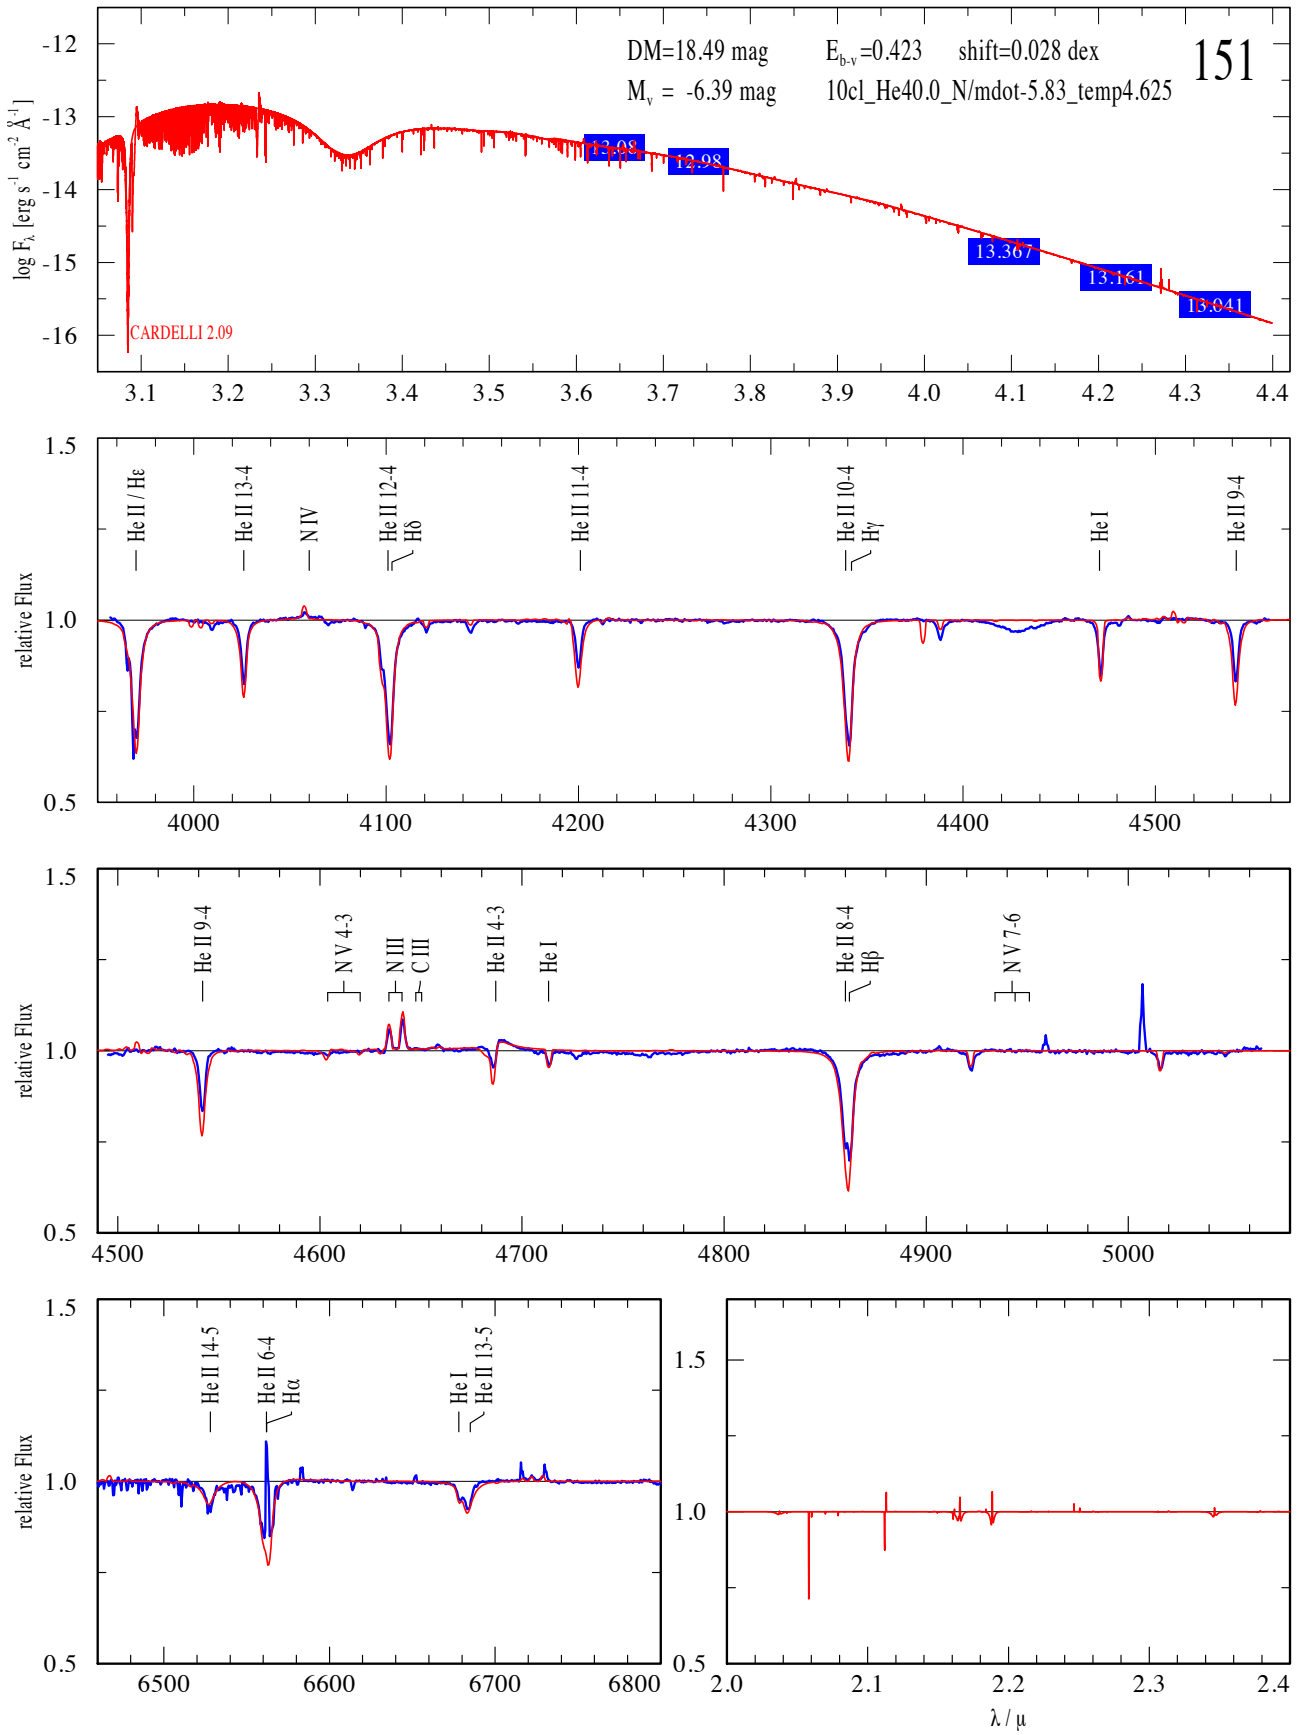 -12
-13
-14
-15
-16
log Fλ [erg s⁻¹ cm⁻² Å⁻¹]
DM=18.49 mag
E_b-v=0.423
shift=0.028 dex
151
M_v = -6.39 mag
10cl_He40.0_N/mdot-5.83_temp4.625
13.08
12.98
13.367
13.161
13.041
CARDELLI 2.09
3.1 3.2 3.3 3.4 3.5 3.6 3.7 3.8 3.9 4.0 4.1 4.2 4.3 4.4
1.5
1.0
0.5
relative Flux
He II / Hε
He II 13-4
N IV
He II 12-4
Hδ
He II 11-4
He II 10-4
Hγ
He I
He II 9-4
4000 4100 4200 4300 4400 4500
1.5
1.0
0.5
relative Flux
He II 9-4
N V 4-3
N III
C III
He II 4-3
He I
He II 8-4
Hβ
N V 7-6
4500 4600 4700 4800 4900 5000
1.5
1.0
0.5
relative Flux
He II 14-5
He II 6-4
Hα
He I
He II 13-5
6500 6600 6700 6800
1.5
1.0
0.5
2.0 2.1 2.2 2.3 2.4
λ / μ